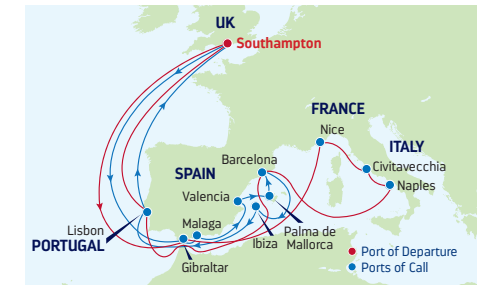 UK
Southampton
FRANCE
Nice
ITALY
Barcelona
Civitavecchia
SPAIN
Naples
Valencia
Lisbon
Malaga
Palma de
Mallorca
PORTUGAL
Ibiza
Gibraltar
Port of Departure
Ports of Call